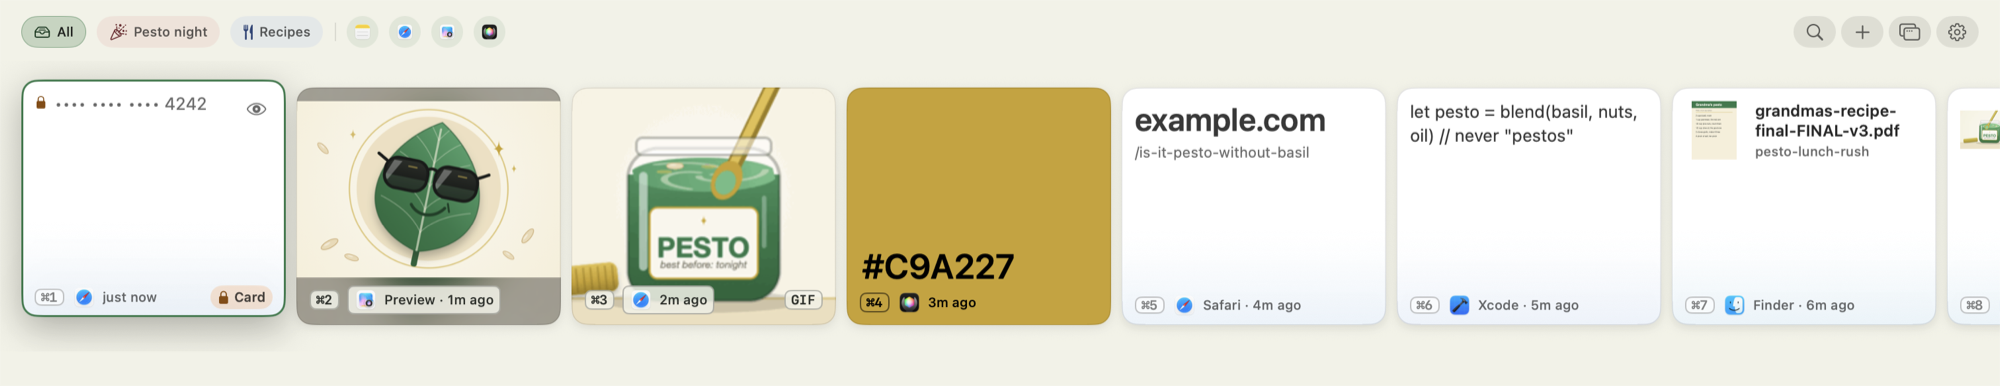 All
Pesto night
Recipes
•••• •••• •••• 4242
⌘1
just now
Card
⌘2
Preview · 1m ago
PESTO
best before: tonight
⌘3
2m ago
GIF
#C9A227
⌘4
3m ago
example.com
/is-it-pesto-without-basil
⌘5
Safari · 4m ago
let pesto = blend(basil, nuts,
oil) // never "pestos"
⌘6
Xcode · 5m ago
grandmas-recipe-
final-FINAL-v3.pdf
pesto-lunch-rush
⌘7
Finder · 6m ago
⌘8